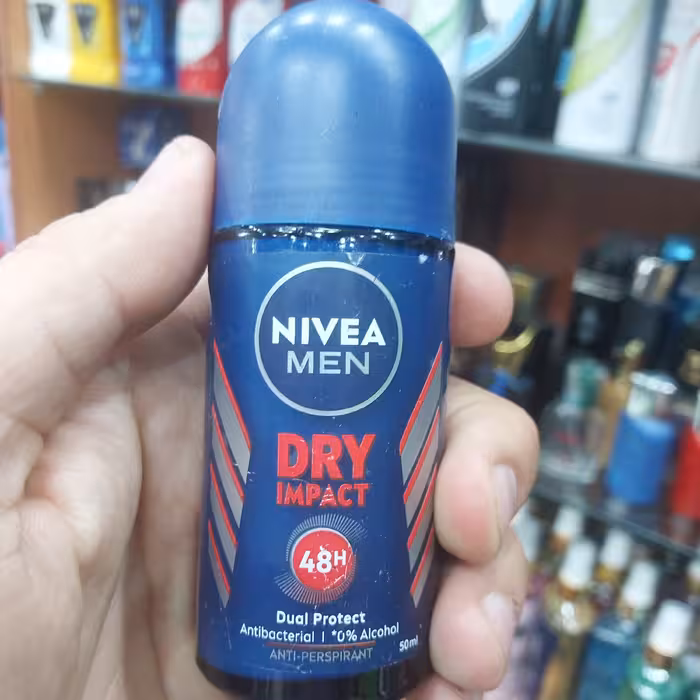 NIVEA
MEN
DRY
IMPACT
48H
Dual Protect
Antibacterial | *0% Alcohol
ANTI-PERSPIRANT
50ml